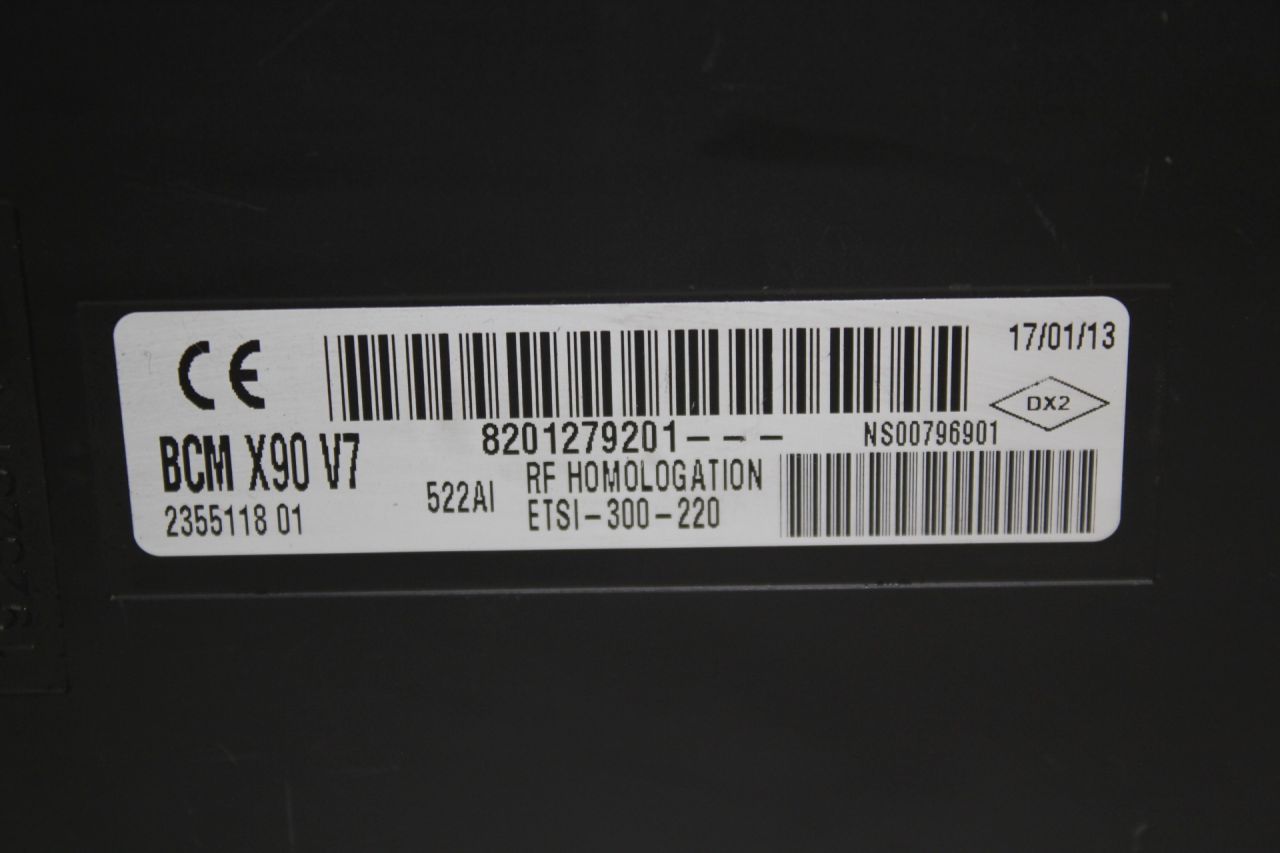 CE
17/01/13
DX2
8201279201---
NS00796901
BCM X90 V7
522AI
RF HOMOLOGATION
2355118 01
ETSI-300-220